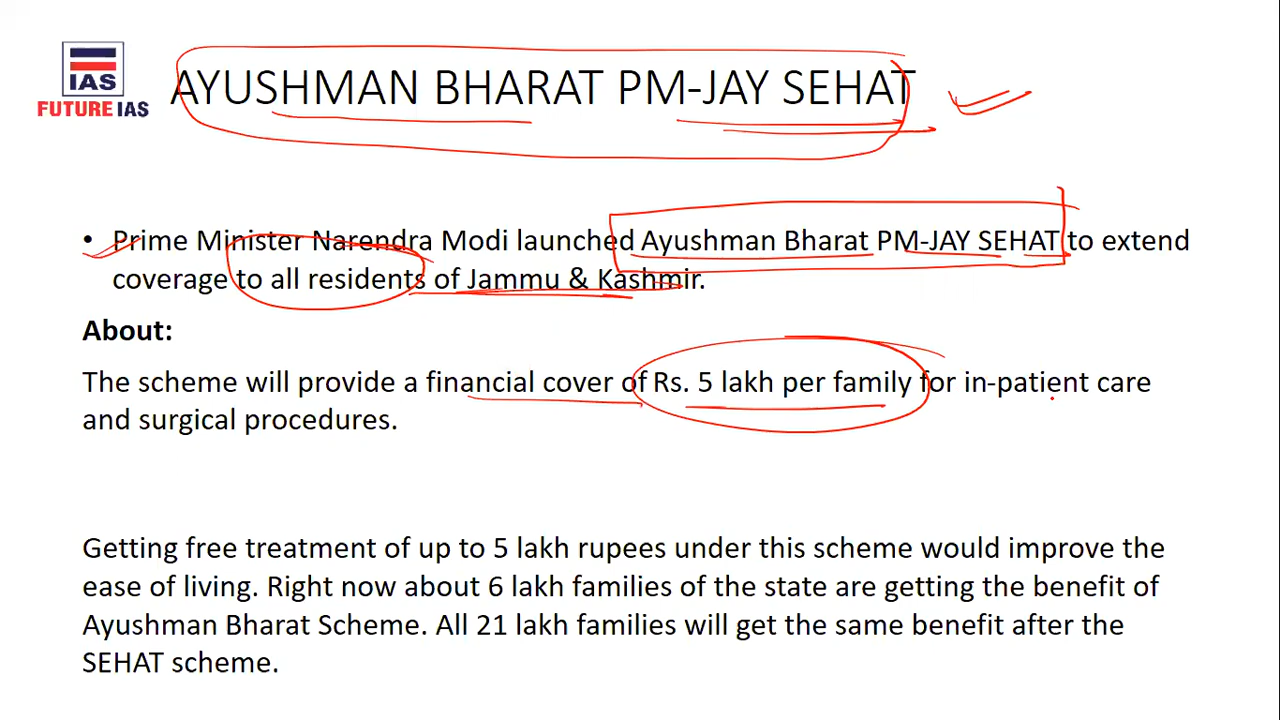 IAS
FUTURE IAS
AYUSHMAN BHARAT PM-JAY SEHAT
• Prime Minister Narendra Modi launched Ayushman Bharat PM-JAY SEHAT to extend
coverage to all residents of Jammu & Kashmir.
About:
The scheme will provide a financial cover of Rs. 5 lakh per family for in-patient care
and surgical procedures.
Getting free treatment of up to 5 lakh rupees under this scheme would improve the
ease of living. Right now about 6 lakh families of the state are getting the benefit of
Ayushman Bharat Scheme. All 21 lakh families will get the same benefit after the
SEHAT scheme.